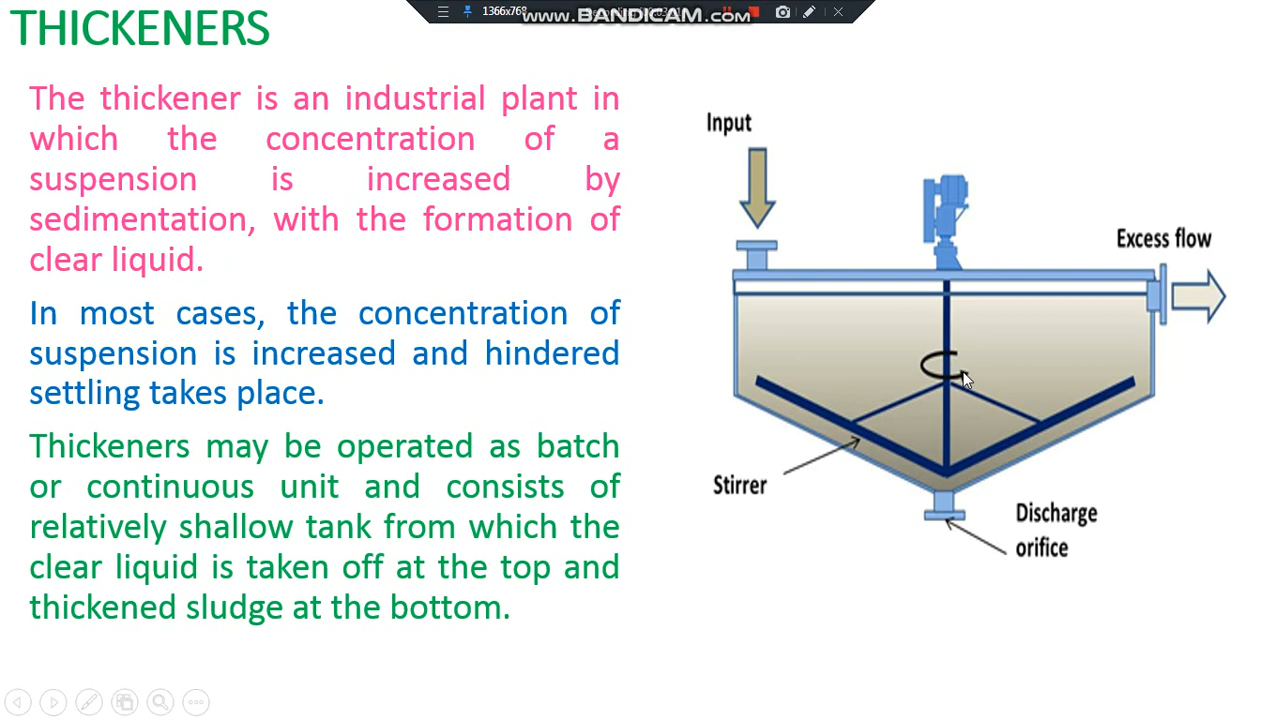 THICKENERS
1366x768
www.BANDICAM.com
The thickener is an industrial plant in
which the concentration of a
suspension is increased by
sedimentation, with the formation of
clear liquid.
In most cases, the concentration of
suspension is increased and hindered
settling takes place.
Thickeners may be operated as batch
or continuous unit and consists of
relatively shallow tank from which the
clear liquid is taken off at the top and
thickened sludge at the bottom.
Input
Excess flow
Stirrer
Discharge
orifice